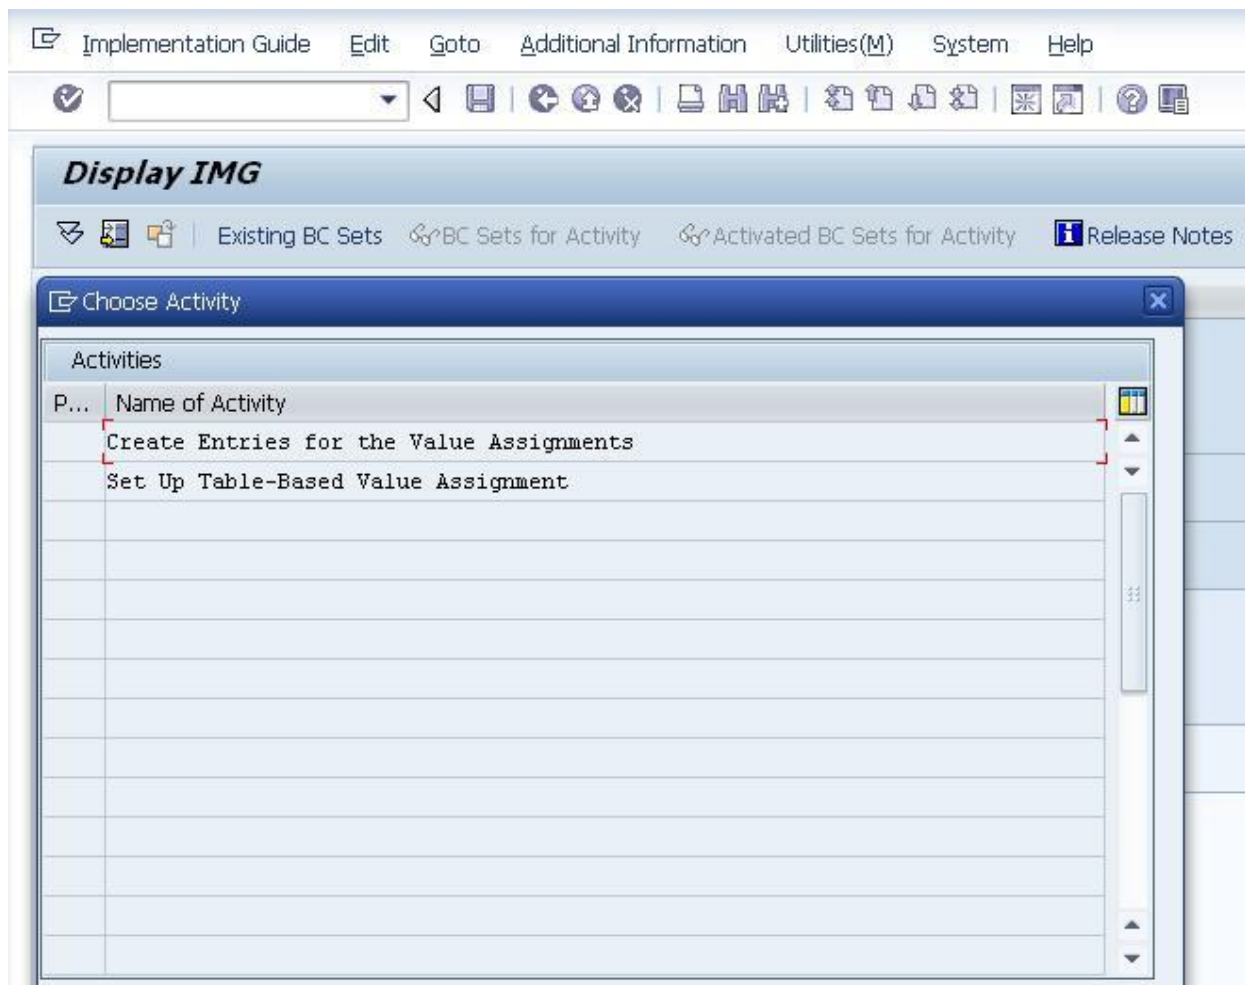 Implementation Guide Edit Goto Additional Information Utilities(M) System Help
Display IMG
Existing BC Sets BC Sets for Activity Activated BC Sets for Activity Release Notes
Choose Activity
Activities
P... Name of Activity
Create Entries for the Value Assignments
Set Up Table-Based Value Assignment